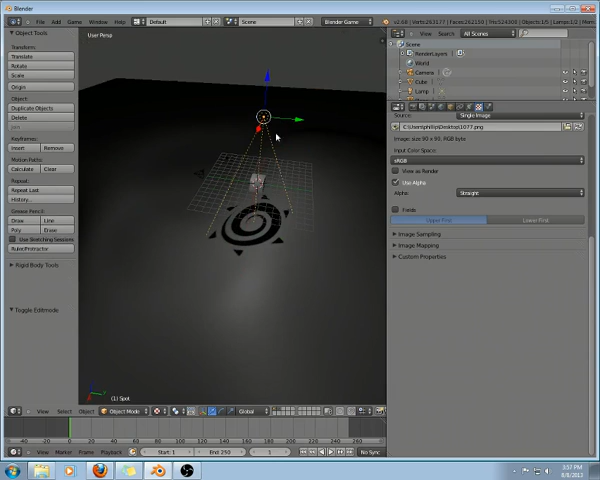 Blender
File Add Game Window Help Default Scene Blender Game v2.68 | Verts:263177 | Faces:262150 | Tris:524306 | Objects:1/5 | Lamps:1/2
View Search All Scenes
Object Tools
Transform:
Translate
Rotate
Scale
Origin
Object:
Duplicate Objects
Delete
Join
Keyframes:
Insert Remove
Motion Paths:
Calculate Clear
Repeat:
Repeat Last
History...
Grease Pencil:
Draw Line
Poly Erase
Use Sketching Sessions
Ruler/Protractor
Rigid Body Tools
Toggle Editmode
User Persp
(1) Spot
Scene
RenderLayers
World
Camera
Cube
Lamp
Source: Single Image
C:\Users\phillip\Desktop\1077.png
Image: size 90 x 90, RGB byte
Input Color Space:
sRGB
View as Render
Use Alpha
Alpha: Straight
Fields
Upper First Lower First
Image Sampling
Image Mapping
Custom Properties
View Select Object Object Mode Global
-40 -20 0 20 40 60 80 100 120 140 160 180 200 220 240 260
View Marker Frame Playback Start: 1 End: 250 1 No Sync
3:57 PM
8/8/2013